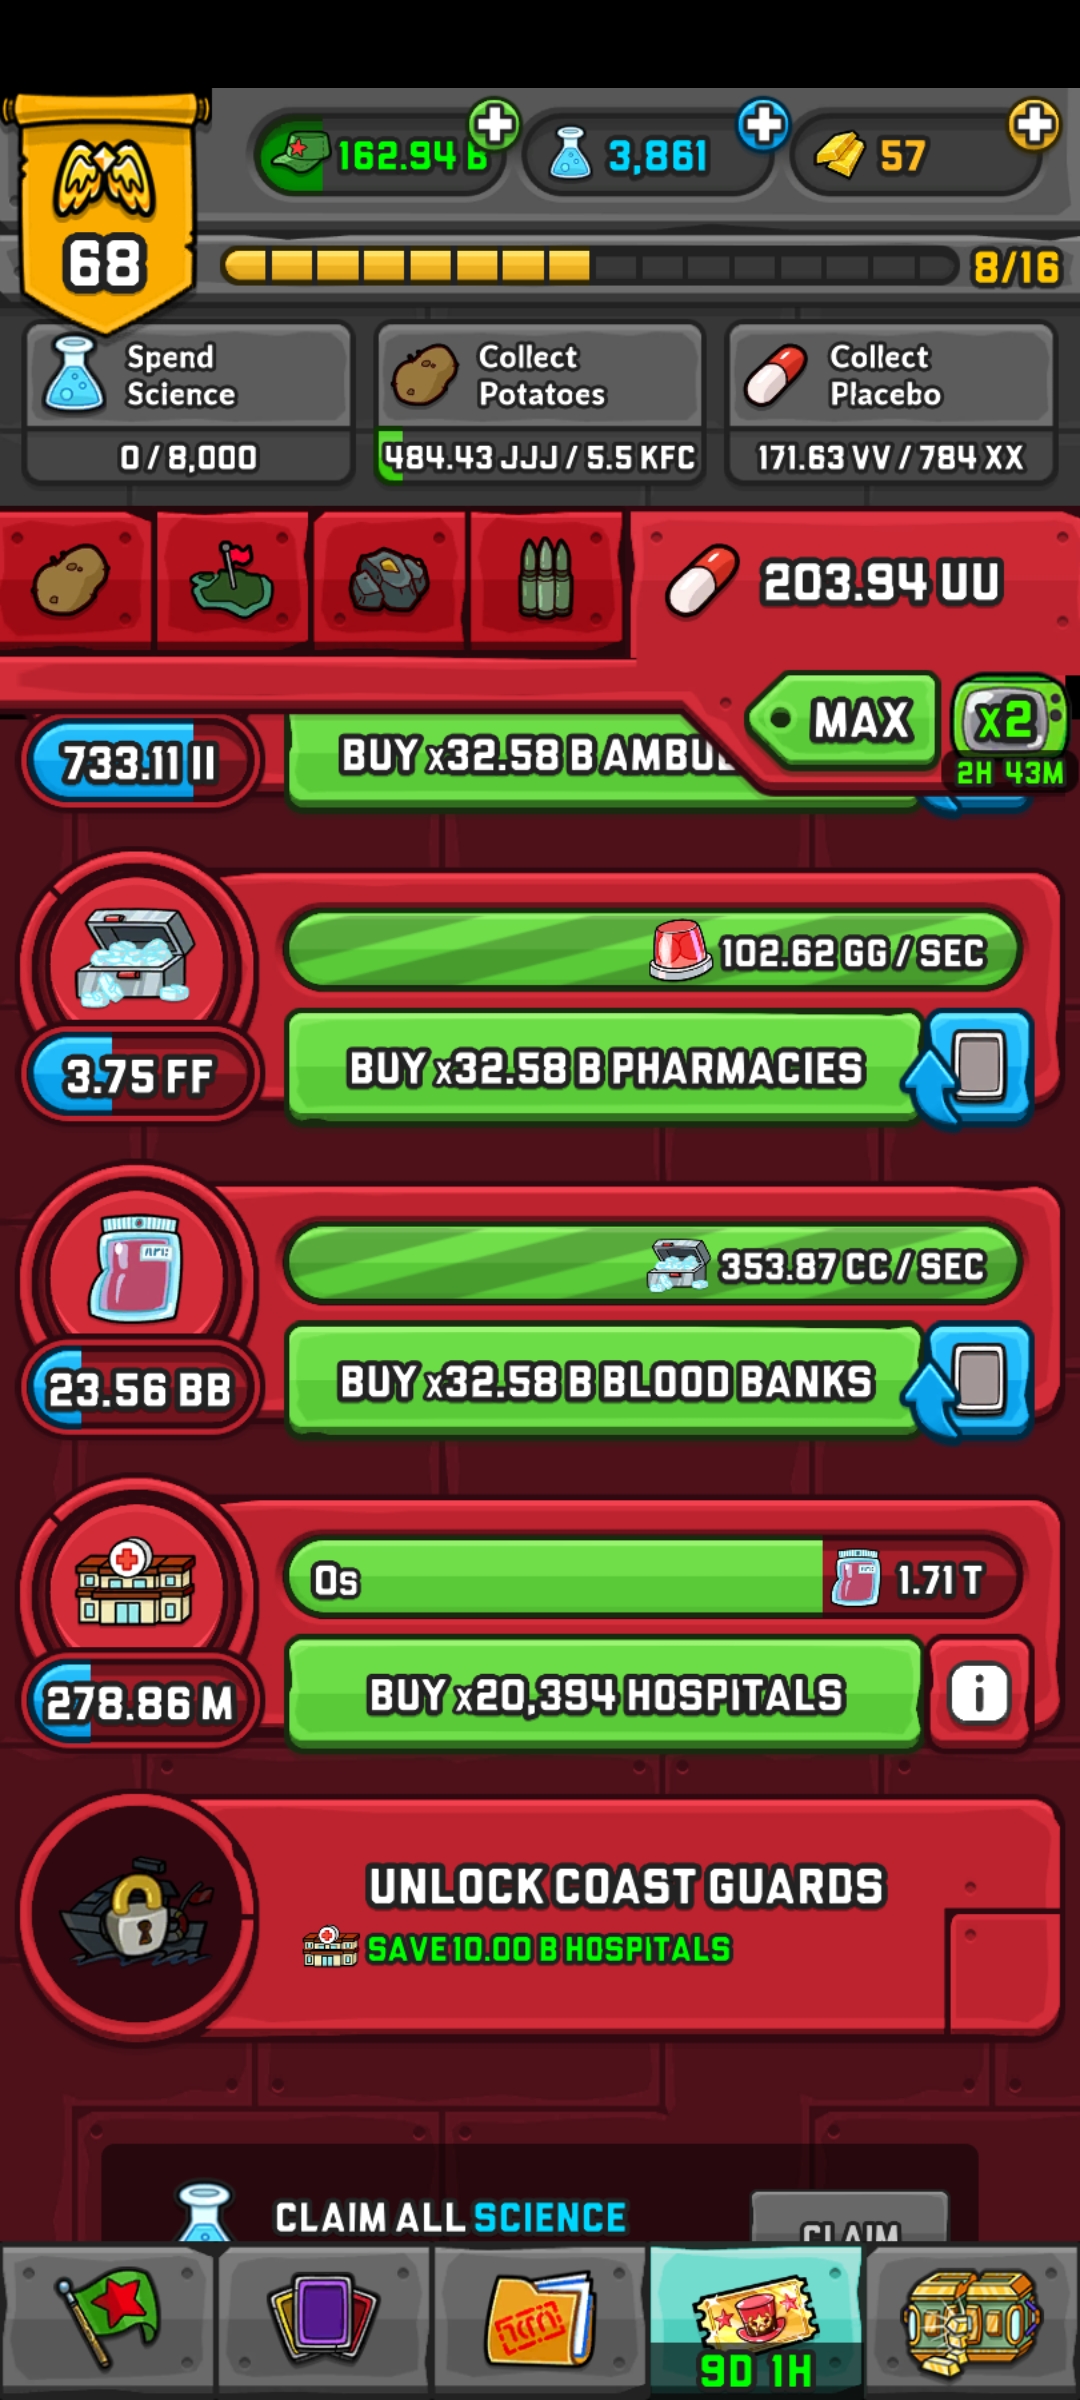 162.94 B
3,861
57
68
8/16
Spend
Science
0 / 8,000
Collect
Potatoes
484.43 JJJ / 5.5 KFC
Collect
Placebo
171.63 VV / 784 XX
203.94 UU
MAX
x2
2H 43M
733.11 II
BUY x32.58 B AMBUL
102.62 GG / SEC
3.75 FF
BUY x32.58 B PHARMACIES
353.87 CC / SEC
23.56 BB
BUY x32.58 B BLOOD BANKS
0s
1.71 T
278.86 M
BUY x20,394 HOSPITALS
i
UNLOCK COAST GUARDS
SAVE 10.00 B HOSPITALS
CLAIM ALL SCIENCE
CLAIM
9D 1H